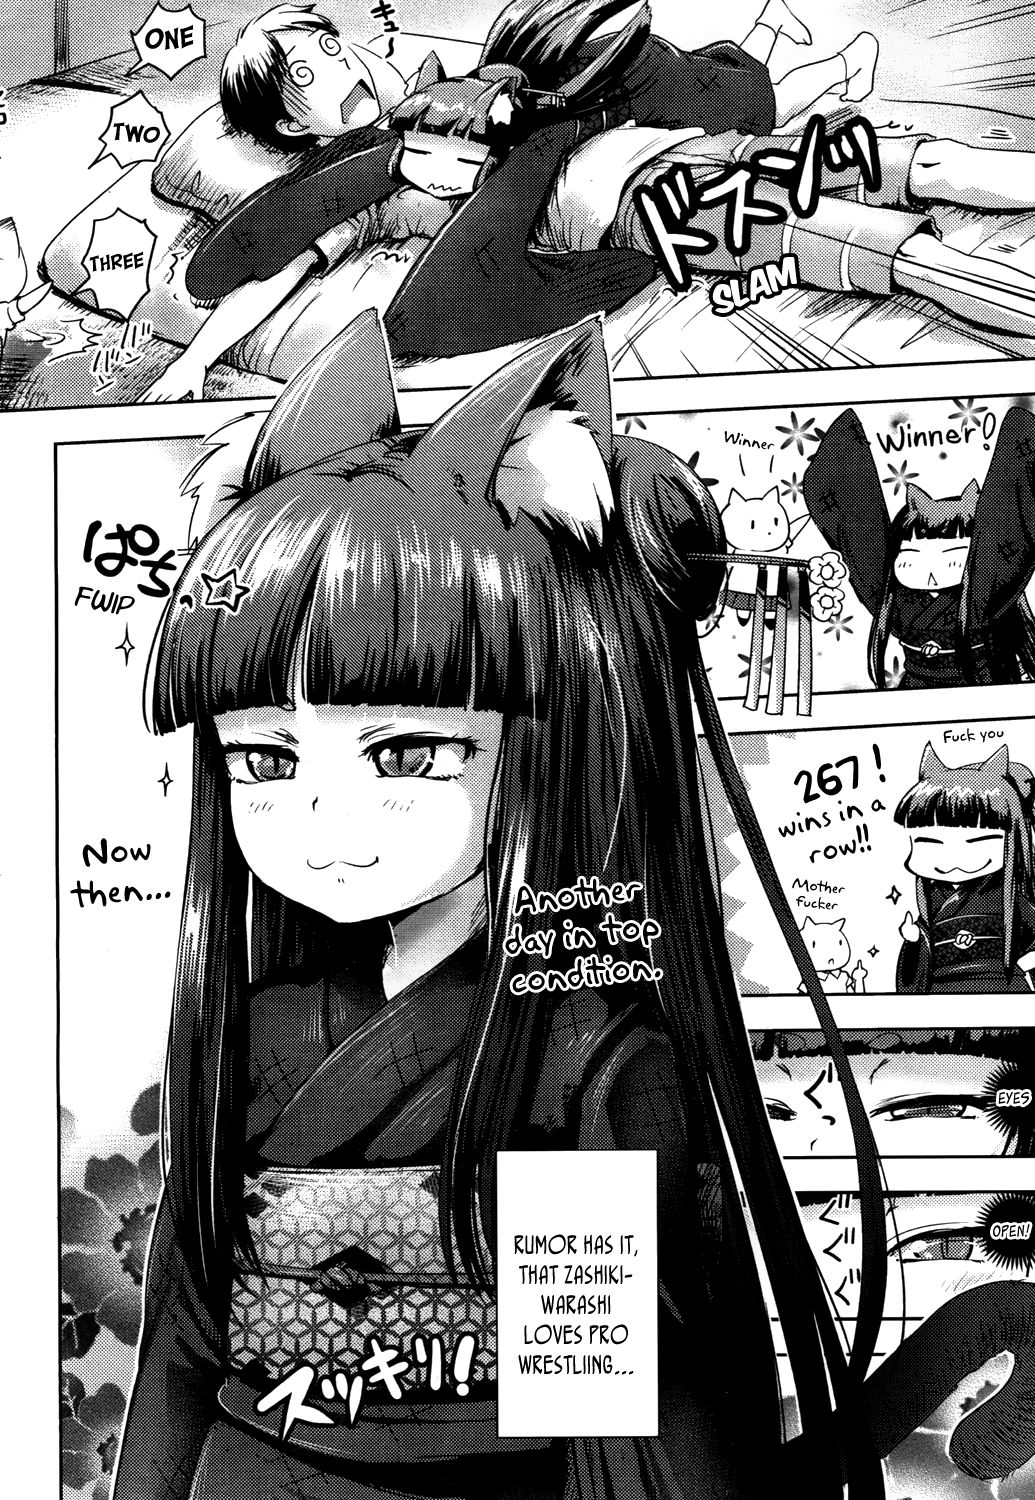 ONE
TWO
THREE
キュ〜
ドスンッ
SLAM
Winner!
Winner
Fuck you
267!
wins in a
row!!
Mother
fucker
EYES
ぐっ
OPEN!
ぱち
FWIP
Now
then...
Another
day in top
condition.
RUMOR HAS IT,
THAT ZASHIKI-
WARASHI
LOVES PRO
WRESTLIING...
スッキリ!